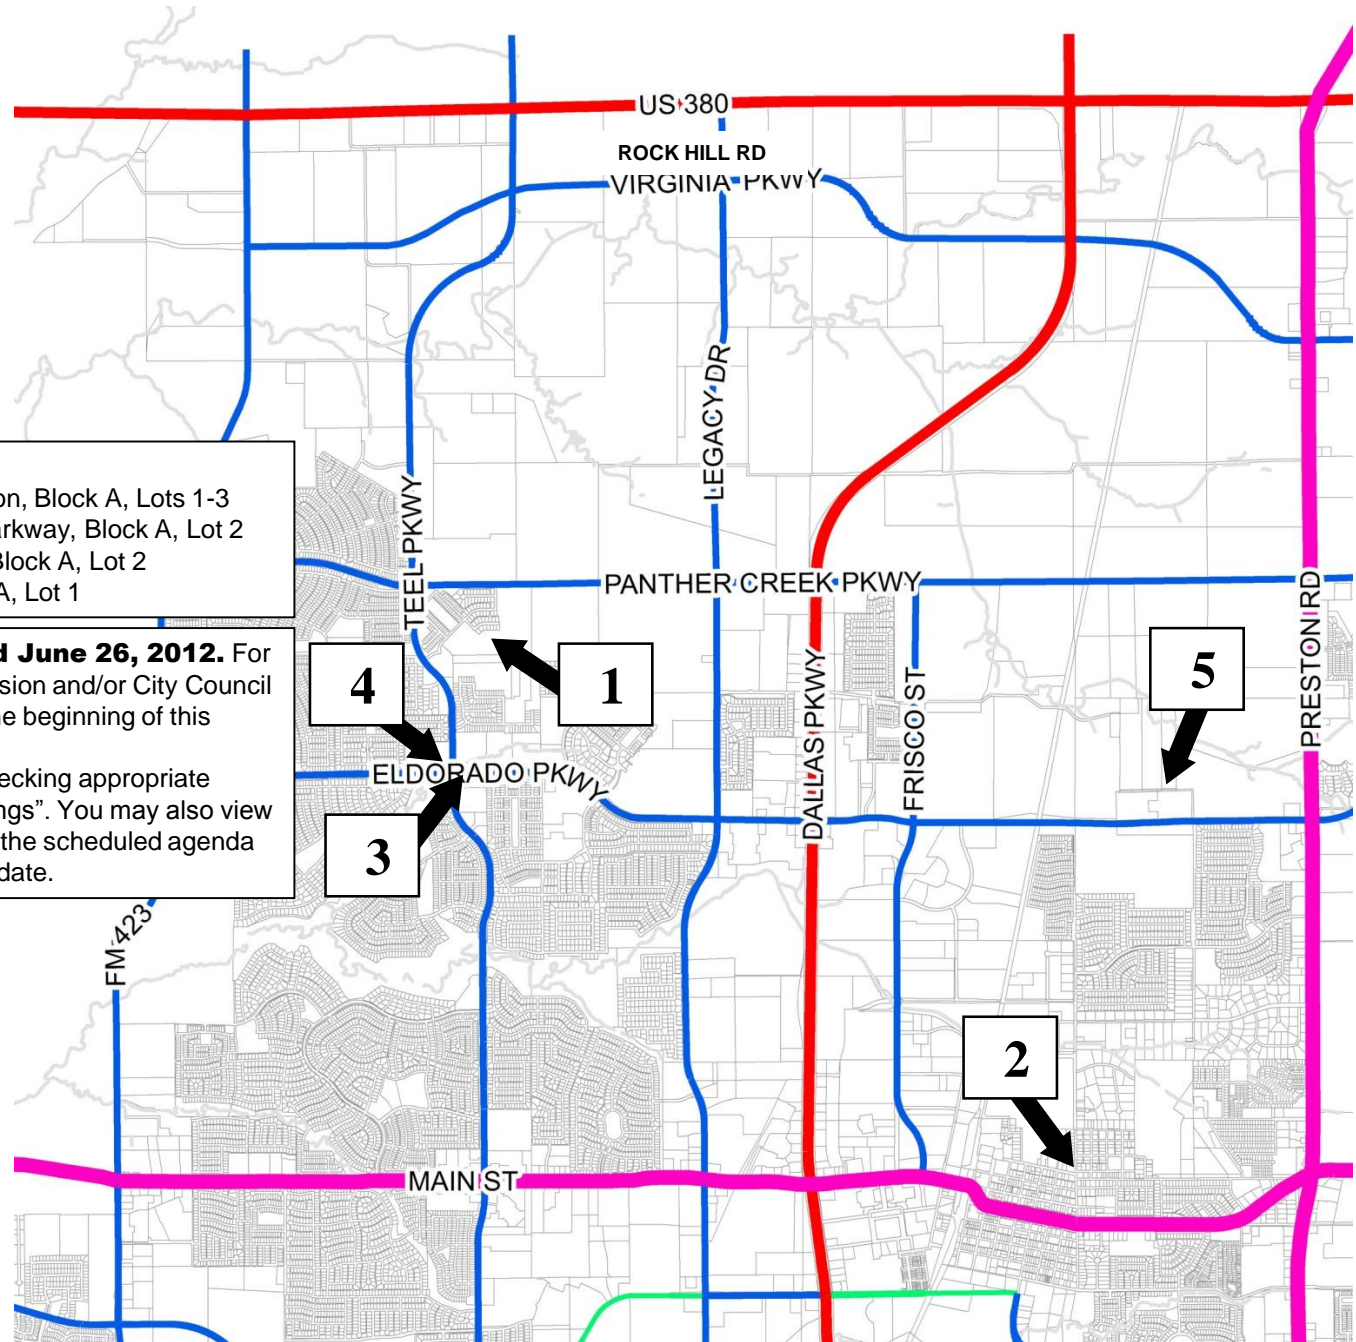 US 380
ROCK HILL RD
VIRGINIA PKWY
LEGACY DR
on, Block A, Lots 1-3
arkway, Block A, Lot 2
Block A, Lot 2
A, Lot 1
TEEL PKWY
PANTHER CREEK PKWY
PRESTON RD
d June 26, 2012. For
sion and/or City Council
ne beginning of this
ecking appropriate
ngs”. You may also view
the scheduled agenda
date.
4
1
5
ELDORADO PKWY
DALLAS PKWY
FRISCO ST
3
FM 423
2
MAIN ST